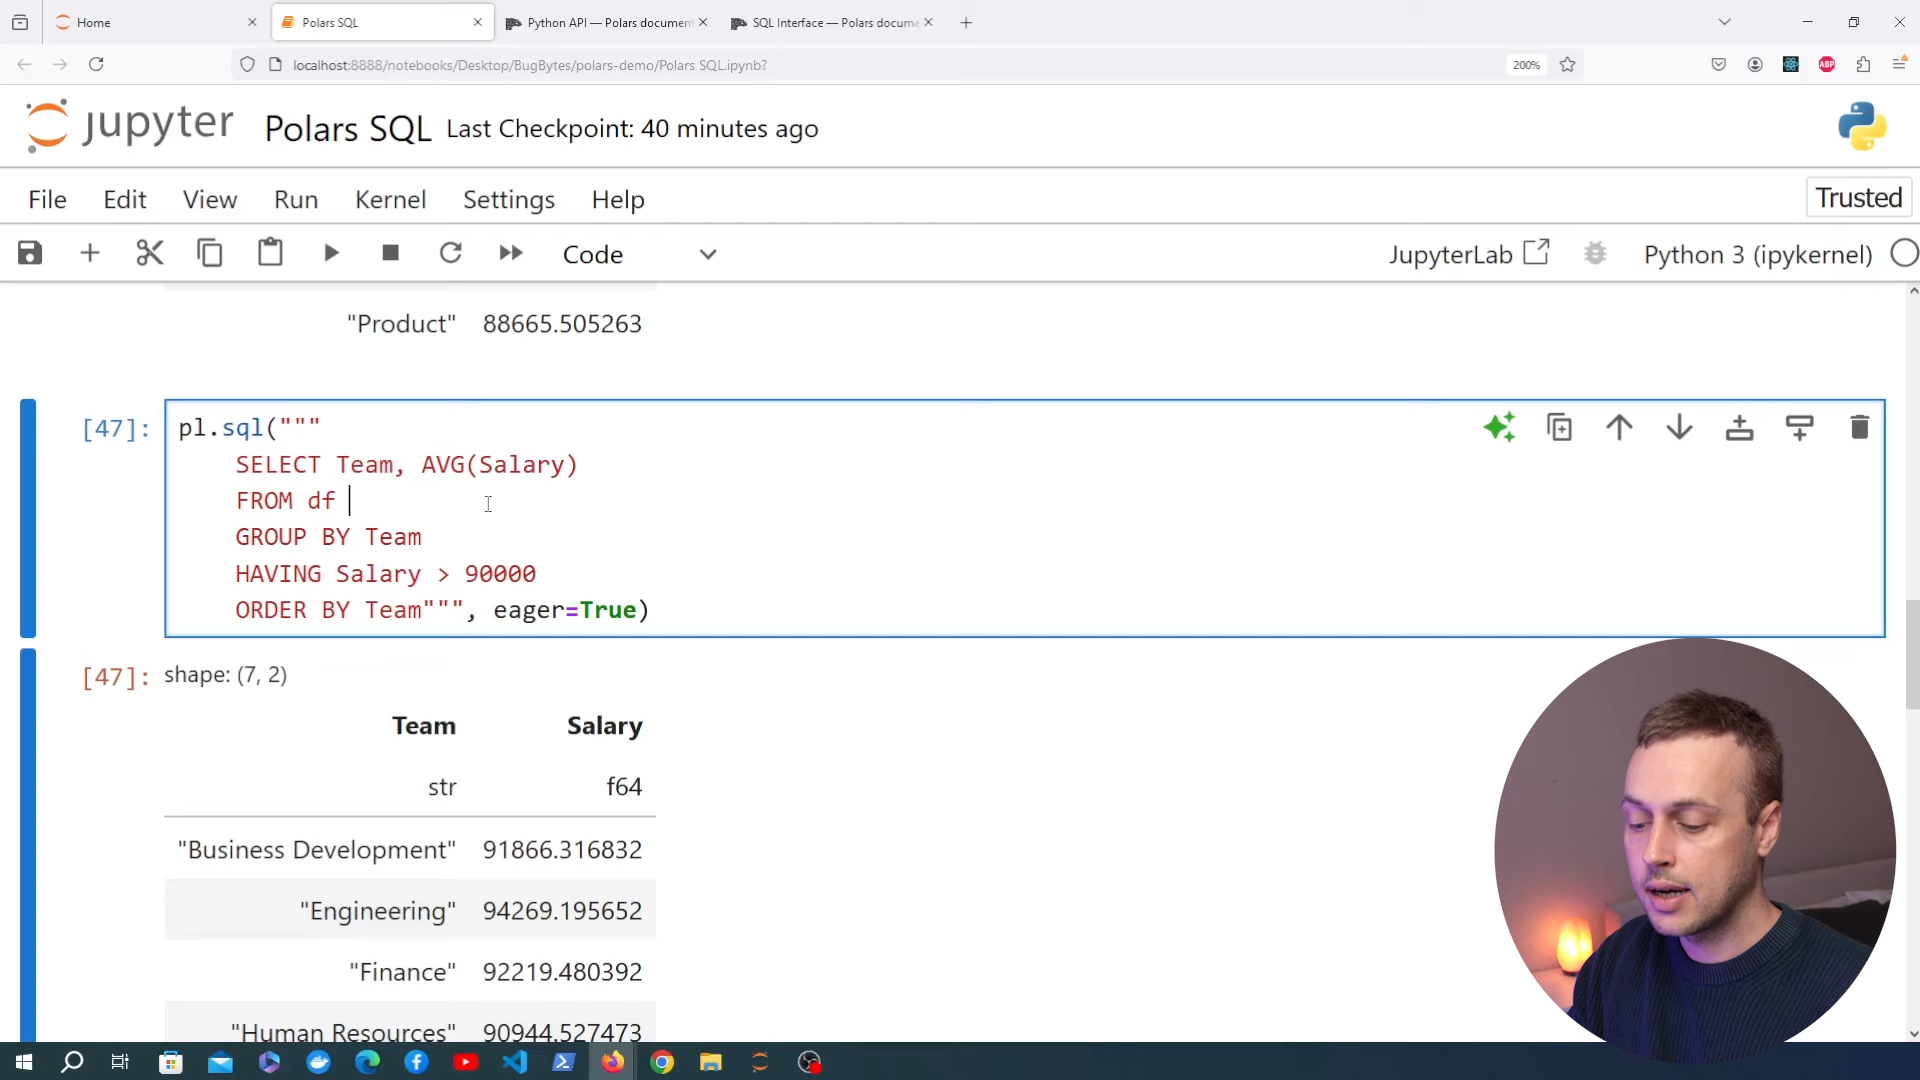 Home
Polars SQL
Python API — Polars document
SQL Interface — Polars docume
localhost:8888/notebooks/Desktop/BugBytes/polars-demo/Polars SQL.ipynb?
200%
ABP
jupyter
Polars SQL
Last Checkpoint: 40 minutes ago
File
Edit
View
Run
Kernel
Settings
Help
Trusted
Code
JupyterLab
Python 3 (ipykernel)
"Product" 88665.505263
[47]:
pl.sql("""
SELECT Team, AVG(Salary)
FROM df
GROUP BY Team
HAVING Salary > 90000
ORDER BY Team""", eager=True)
[47]:
shape: (7, 2)
Team Salary
str f64
"Business Development" 91866.316832
"Engineering" 94269.195652
"Finance" 92219.480392
"Human Resources" 90944.527473